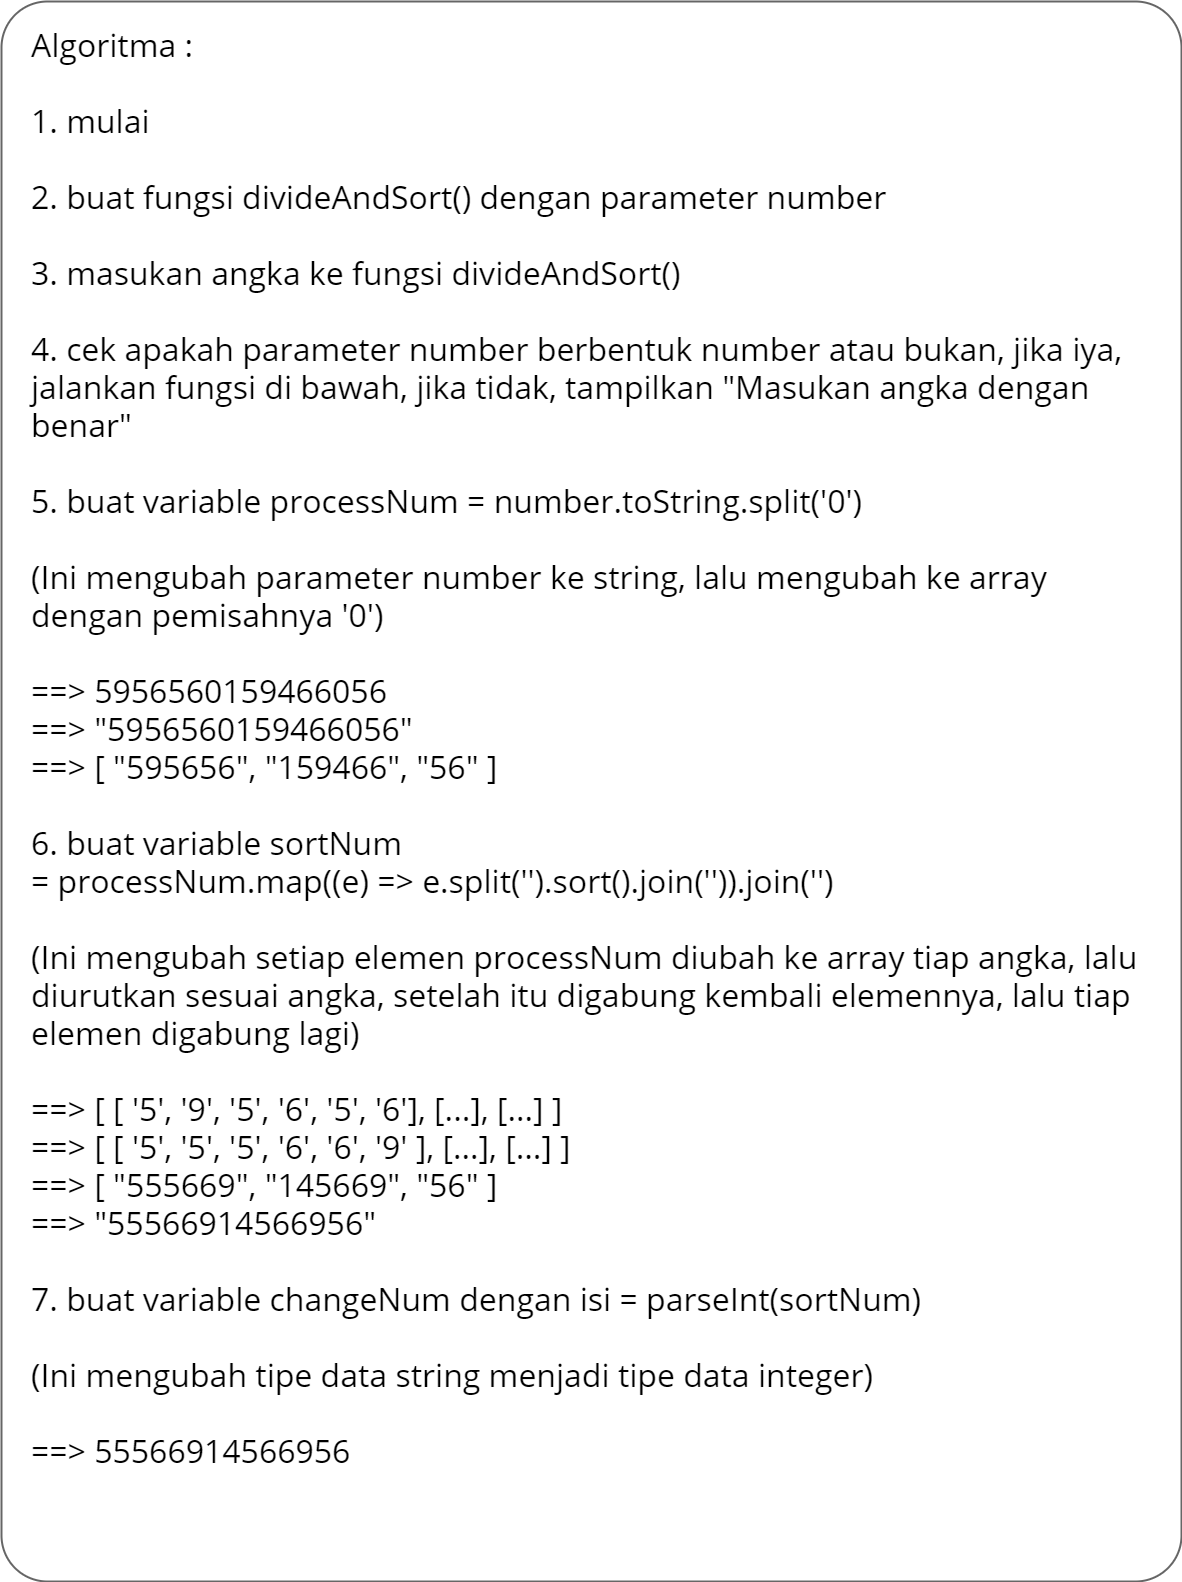 Algoritma :
1. mulai
2. buat fungsi divideAndSort() dengan parameter number
3. masukan angka ke fungsi divideAndSort()
4. cek apakah parameter number berbentuk number atau bukan, jika iya,
jalankan fungsi di bawah, jika tidak, tampilkan "Masukan angka dengan
benar"
5. buat variable processNum = number.toString.split('0')
(Ini mengubah parameter number ke string, lalu mengubah ke array
dengan pemisahnya '0')
==> 5956560159466056
==> "5956560159466056"
==> [ "595656", "159466", "56" ]
6. buat variable sortNum
= processNum.map((e) => e.split('').sort().join('')).join('')
(Ini mengubah setiap elemen processNum diubah ke array tiap angka, lalu
diurutkan sesuai angka, setelah itu digabung kembali elemennya, lalu tiap
elemen digabung lagi)
==> [ [ '5', '9', '5', '6', '5', '6'], [...], [...] ]
==> [ [ '5', '5', '5', '6', '6', '9' ], [...], [...] ]
==> [ "555669", "145669", "56" ]
==> "55566914566956"
7. buat variable changeNum dengan isi = parseInt(sortNum)
(Ini mengubah tipe data string menjadi tipe data integer)
==> 55566914566956